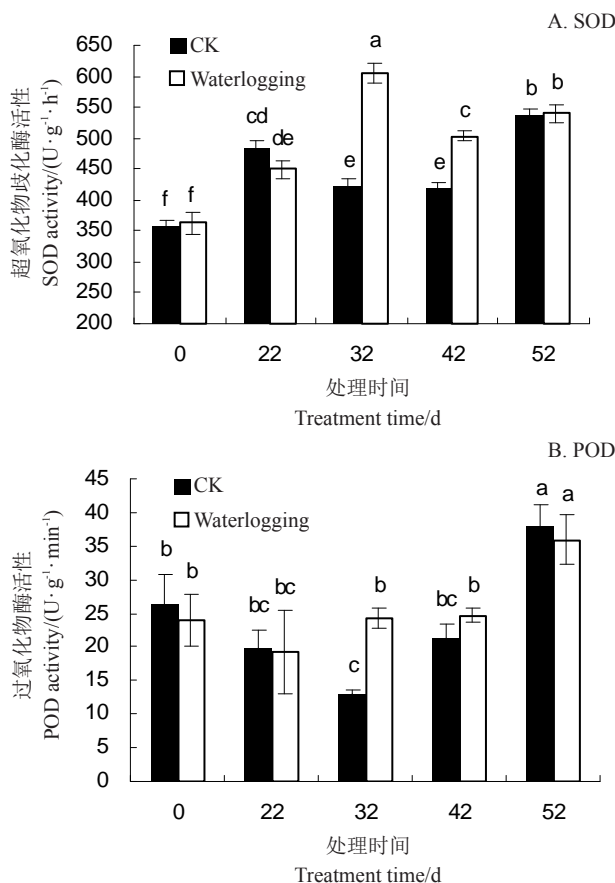 A. SOD
CK
Waterlogging
650
600
550
500
450
400
350
300
250
200
f f cd de e a e c b b
0 22 32 42 52
超氧化物歧化酶活性
SOD activity/(U·g⁻¹·h⁻¹)
处理时间
Treatment time/d
B. POD
CK
Waterlogging
45
40
35
30
25
20
15
10
5
0
b b bc bc c b bc b a a
0 22 32 42 52
过氧化物酶活性
POD activity/(U·g⁻¹·min⁻¹)
处理时间
Treatment time/d